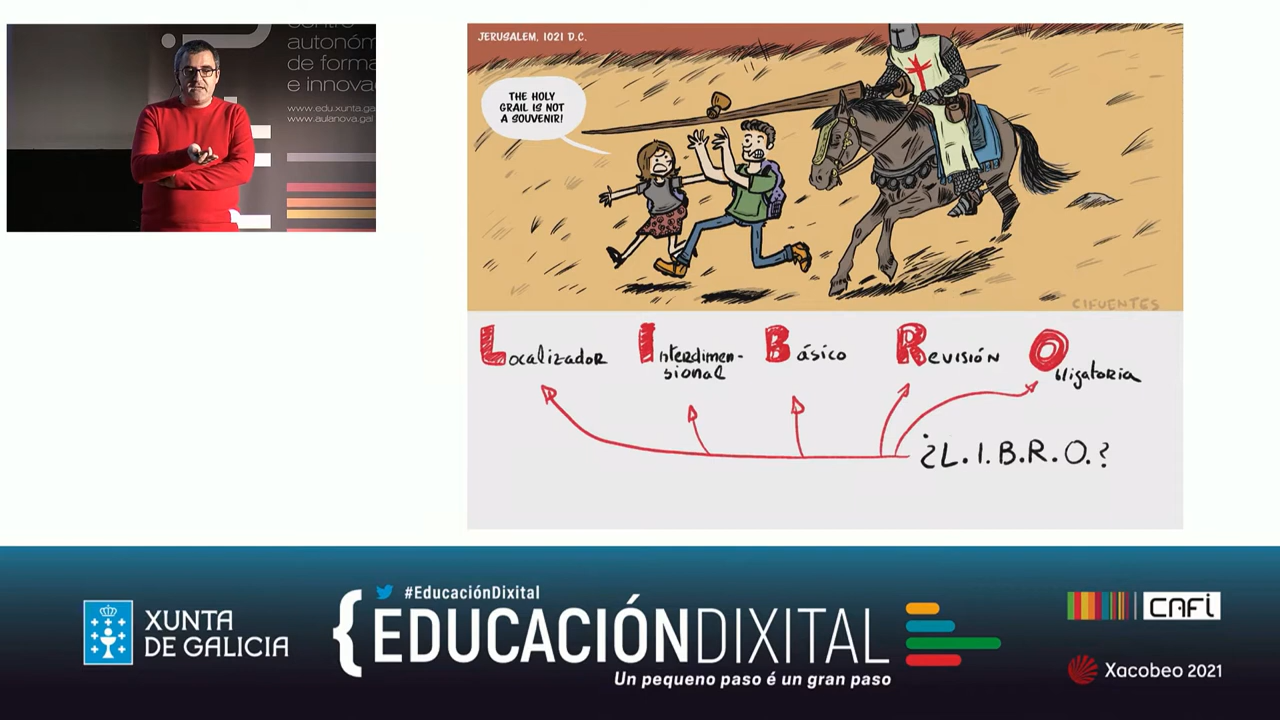 autonóm
de forma
e innova
www.edu.xunta.ga
www.aulanova.gal
JERUSALEM, 1021 D.C.
THE HOLY
GRAIL IS NOT
A SOUVENIR!
CIFUENTES
LOCALIZADOR
INTERDIMEN-
SIONAL
BÁSICO
REVISIÓN
OBLIGATORIA
¿L.I.B.R.O.?
XUNTA
DE GALICIA
#EducaciónDixital
{EDUCACIÓNDIXITAL
Un pequeno paso é un gran paso
CAFi
Xacobeo 2021